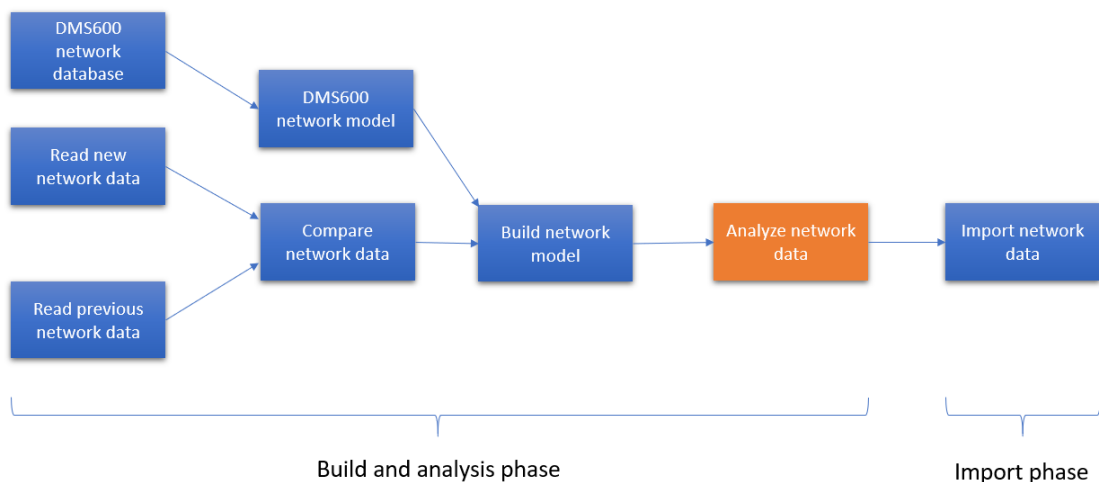 DMS600
network
database
DMS600
network model
Read new
network data
Compare
network data
Build network
model
Analyze network
data
Import network
data
Read previous
network data
Build and analysis phase
Import phase